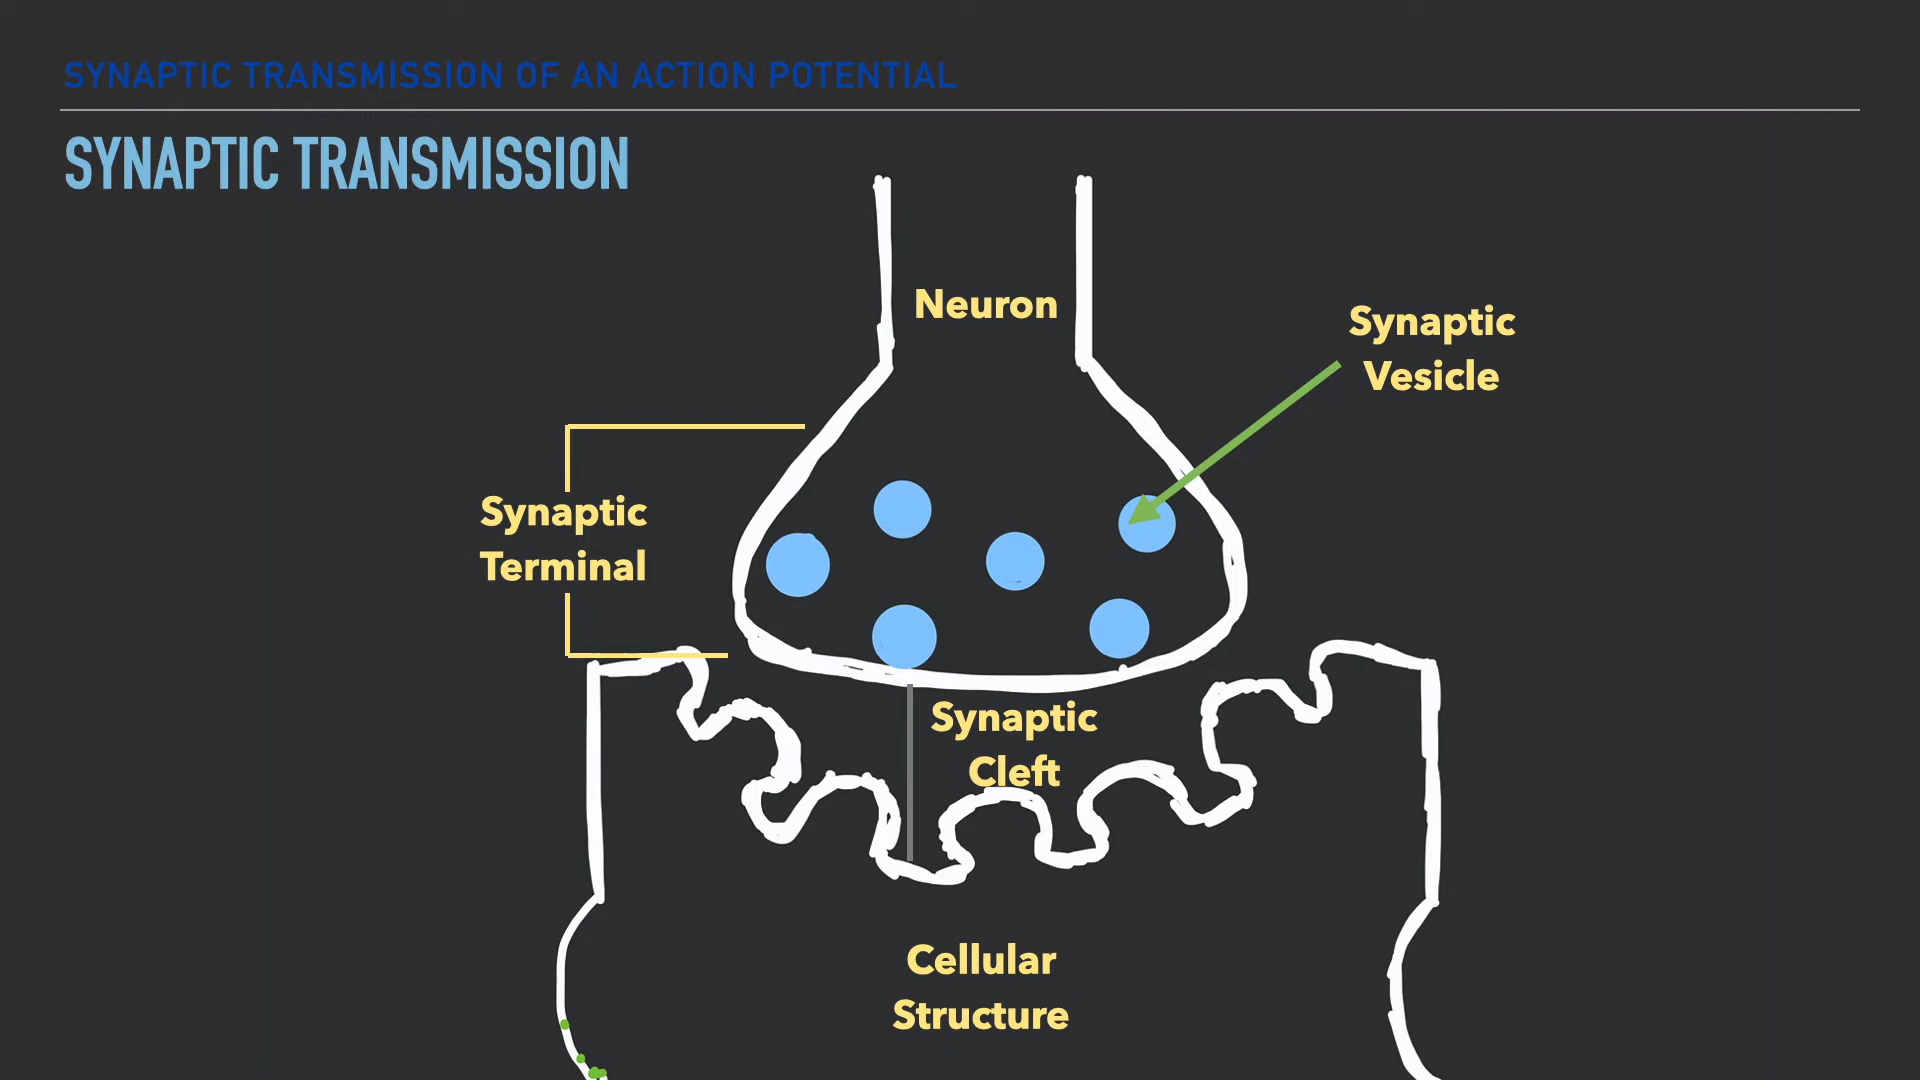 SYNAPTIC TRANSMISSION OF AN ACTION POTENTIAL
SYNAPTIC TRANSMISSION
Neuron
Synaptic
Vesicle
Synaptic
Terminal
Synaptic
Cleft
Cellular
Structure